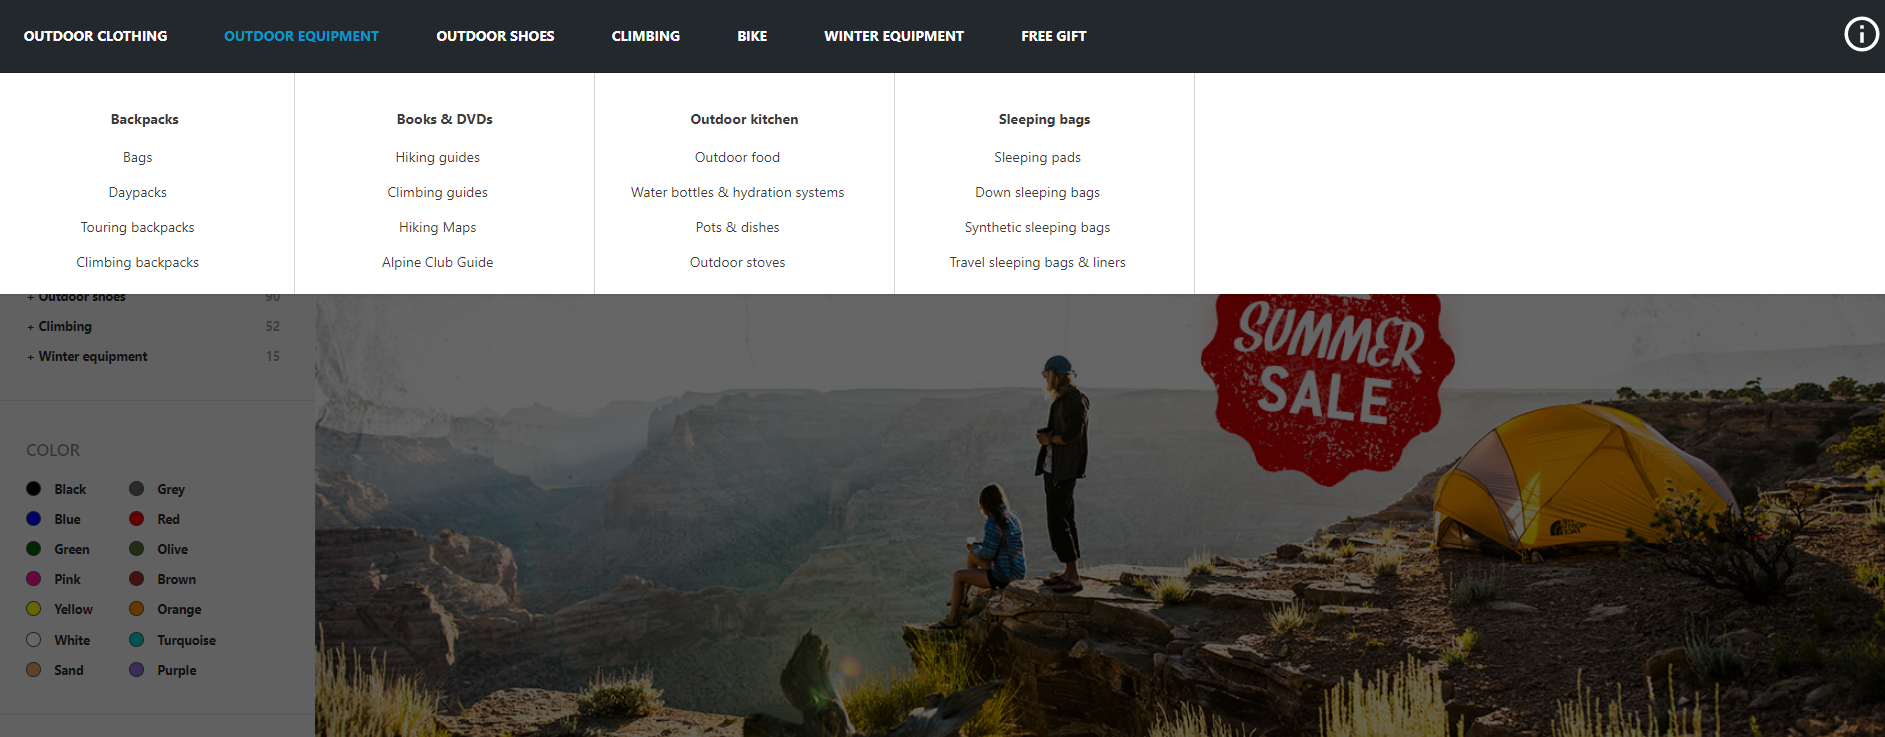 OUTDOOR CLOTHING OUTDOOR EQUIPMENT OUTDOOR SHOES CLIMBING BIKE WINTER EQUIPMENT FREE GIFT
Backpacks
Bags
Daypacks
Touring backpacks
Climbing backpacks
Books & DVDs
Hiking guides
Climbing guides
Hiking Maps
Alpine Club Guide
Outdoor kitchen
Outdoor food
Water bottles & hydration systems
Pots & dishes
Outdoor stoves
Sleeping bags
Sleeping pads
Down sleeping bags
Synthetic sleeping bags
Travel sleeping bags & liners
+ Outdoor shoes 90
+ Climbing 52
+ Winter equipment 15
COLOR
Black Grey
Blue Red
Green Olive
Pink Brown
Yellow Orange
White Turquoise
Sand Purple
SUMMER
SALE